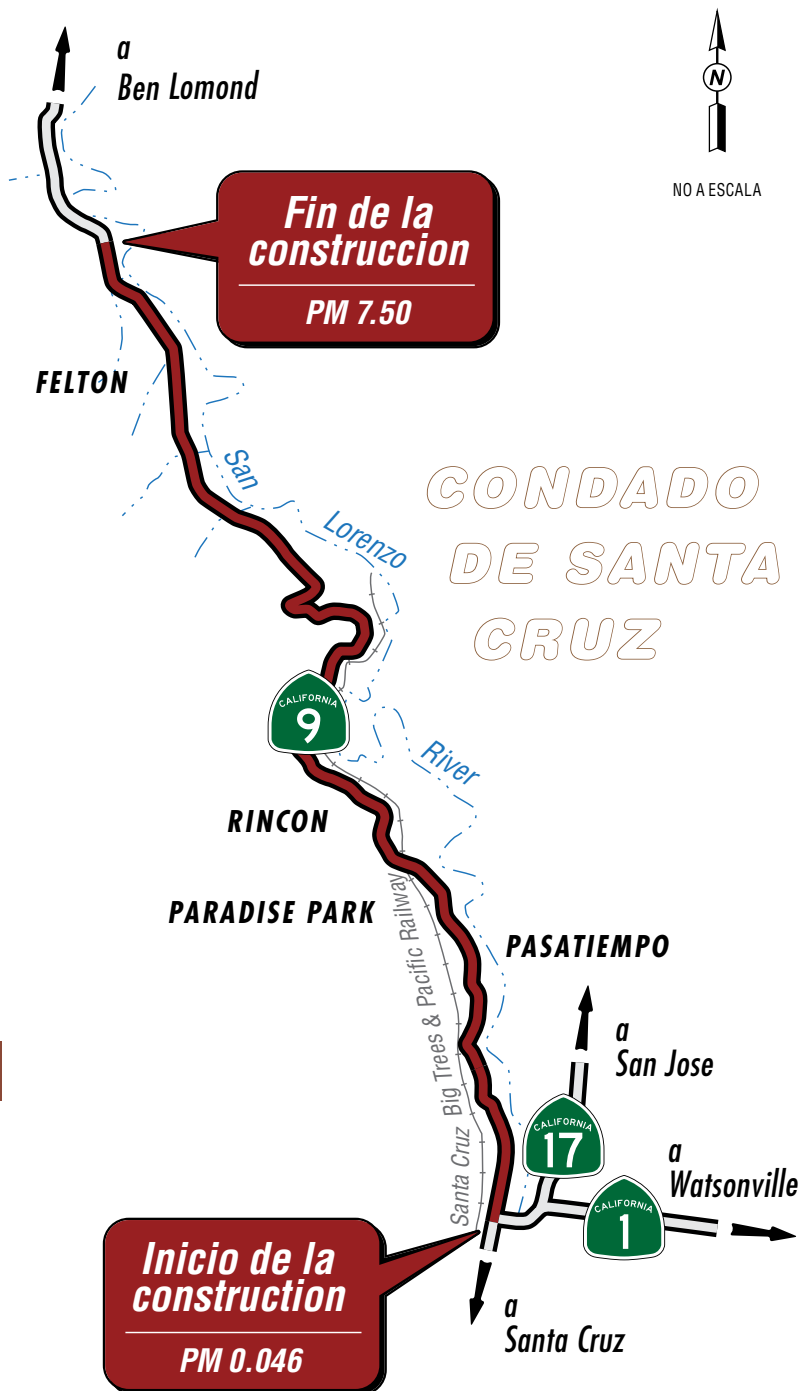 a
Ben Lomond
N
NO A ESCALA
Fin de la
construccion
PM 7.50
FELTON
San
Lorenzo
CONDADO
DE SANTA
CRUZ
CALIFORNIA
9
River
RINCON
PARADISE PARK
Santa Cruz Big Trees & Pacific Railway
PASATIEMPO
a
San Jose
CALIFORNIA
17
a
Watsonville
CALIFORNIA
1
Inicio de la
construction
PM 0.046
a
Santa Cruz